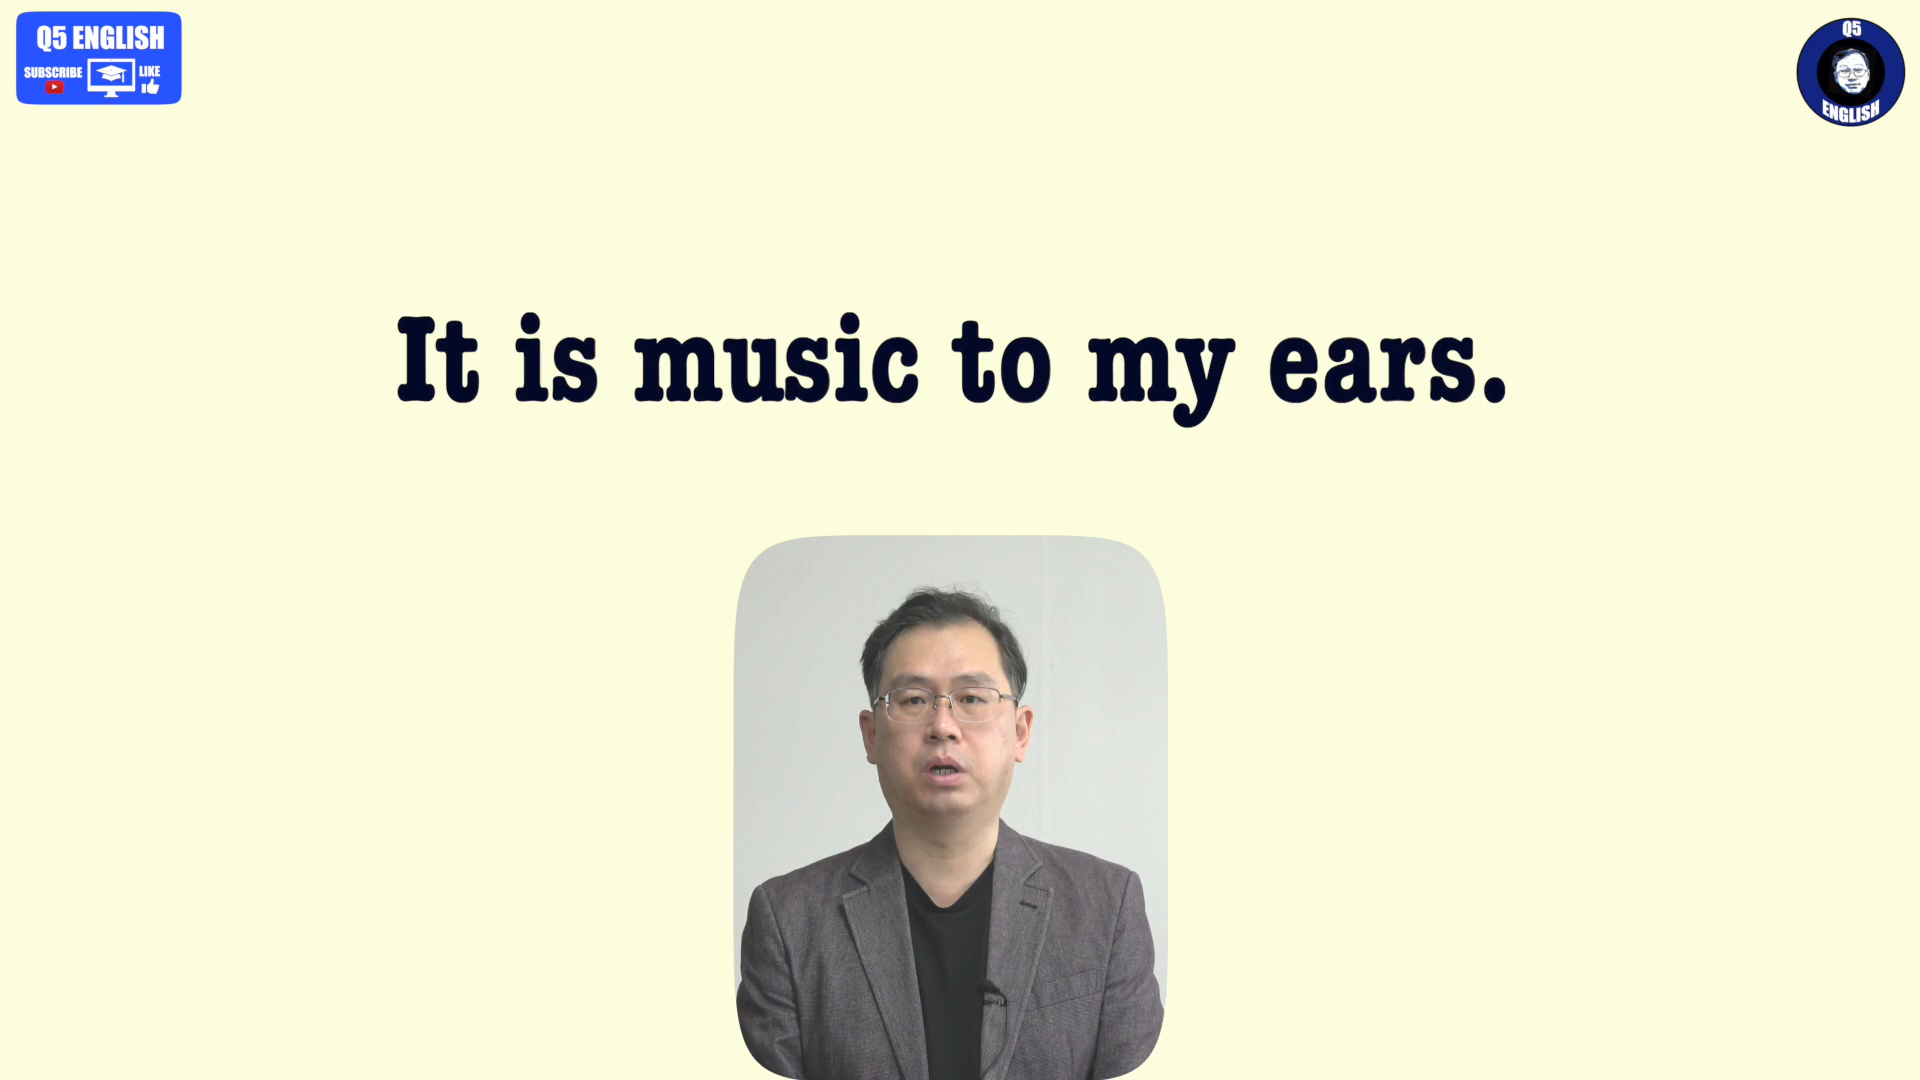 Q5 ENGLISH
SUBSCRIBE
LIKE
Q5
ENGLISH
It is music to my ears.